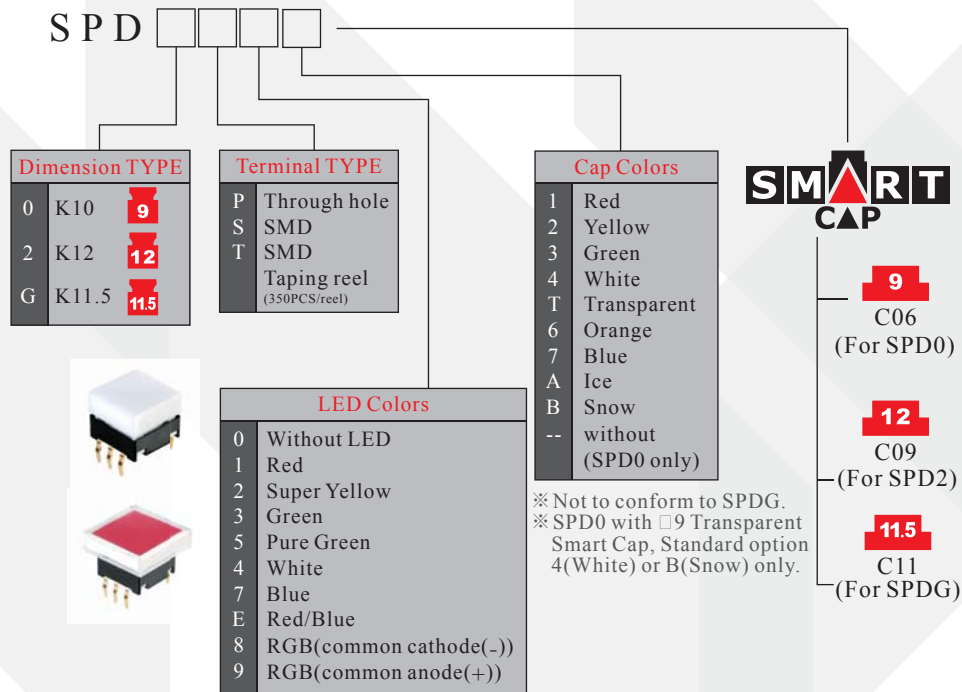 SPD
Dimension TYPE
0 K10 9
2 K12 12
G K11.5 11.5
Terminal TYPE
P Through hole
S SMD
T SMD
Taping reel
(350PCS/reel)
LED Colors
0 Without LED
1 Red
2 Super Yellow
3 Green
5 Pure Green
4 White
7 Blue
E Red/Blue
8 RGB(common cathode(-))
9 RGB(common anode(+))
Cap Colors
1 Red
2 Yellow
3 Green
4 White
T Transparent
6 Orange
7 Blue
A Ice
B Snow
-- without
(SPD0 only)
※Not to conform to SPDG.
※SPD0 with □9 Transparent
Smart Cap, Standard option
4(White) or B(Snow) only.
SMART
CAP
9
C06
(For SPD0)
12
C09
(For SPD2)
11.5
C11
(For SPDG)